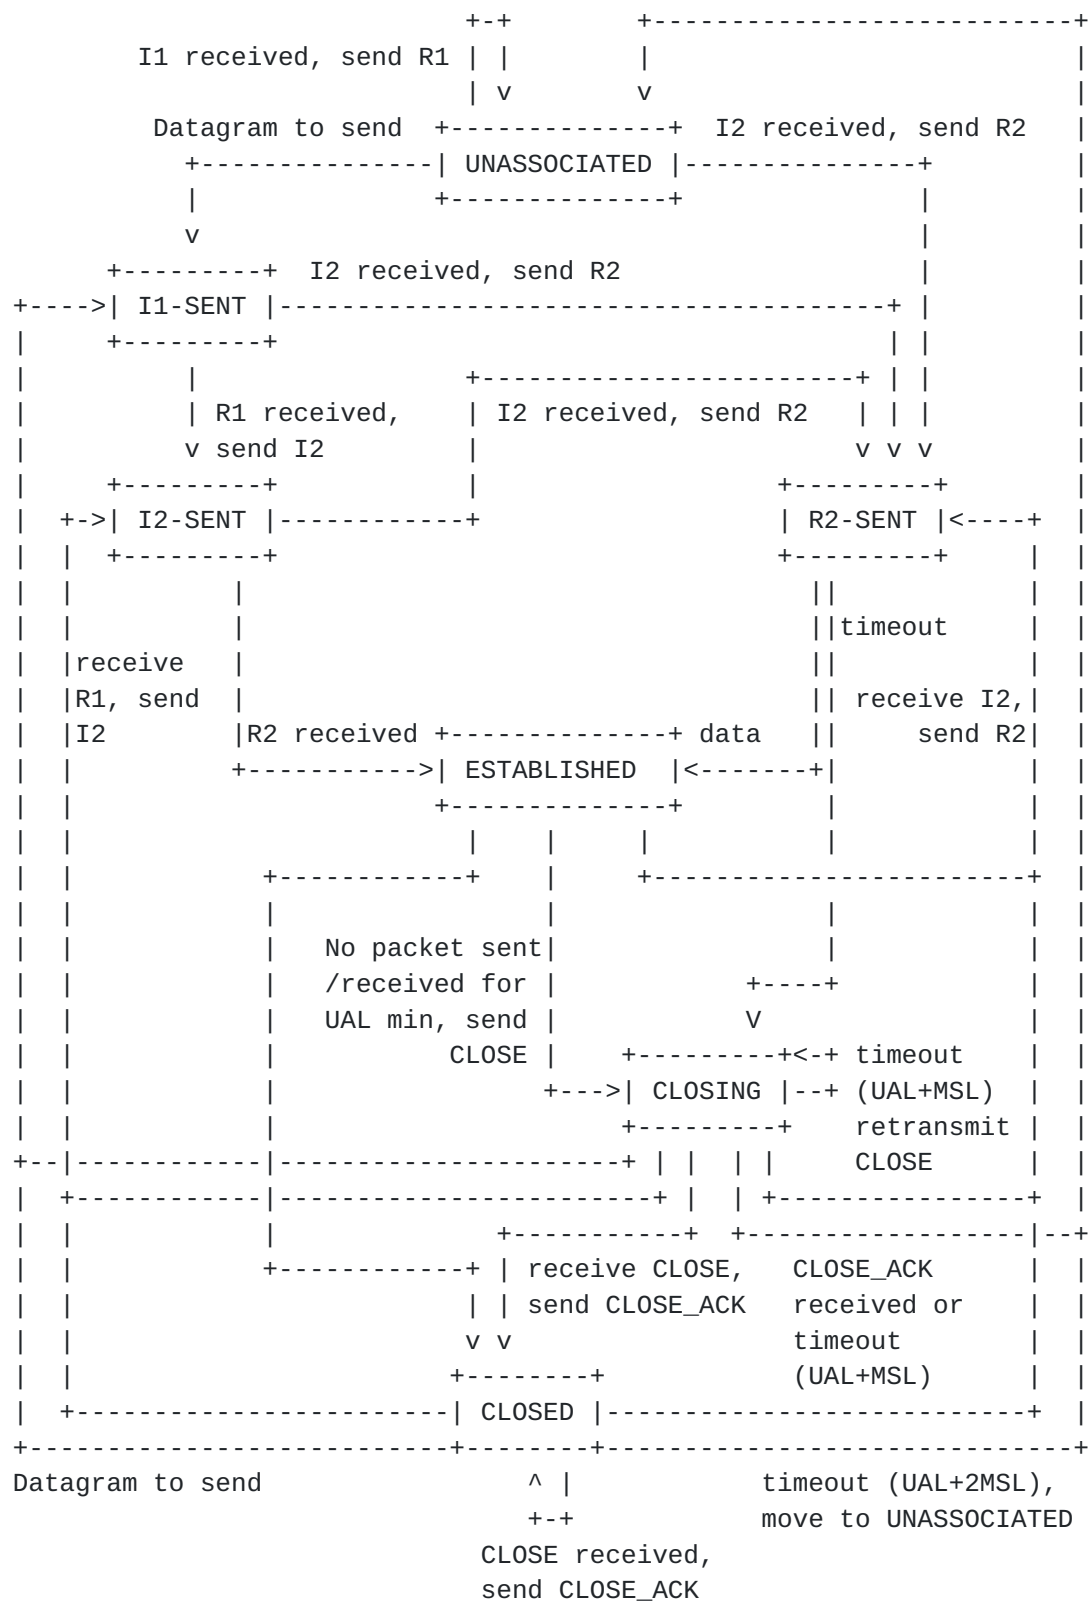 I1 received, send R1
Datagram to send I2 received, send R2
UNASSOCIATED
I2 received, send R2
I1-SENT
R1 received, I2 received, send R2
send I2
I2-SENT R2-SENT
timeout
receive
R1, send receive I2,
I2 R2 received data send R2
ESTABLISHED
No packet sent
/received for
UAL min, send
CLOSE timeout
CLOSING (UAL+MSL)
retransmit
CLOSE
receive CLOSE, CLOSE_ACK
send CLOSE_ACK received or
timeout
(UAL+MSL)
CLOSED
Datagram to send timeout (UAL+2MSL),
move to UNASSOCIATED
CLOSE received,
send CLOSE_ACK